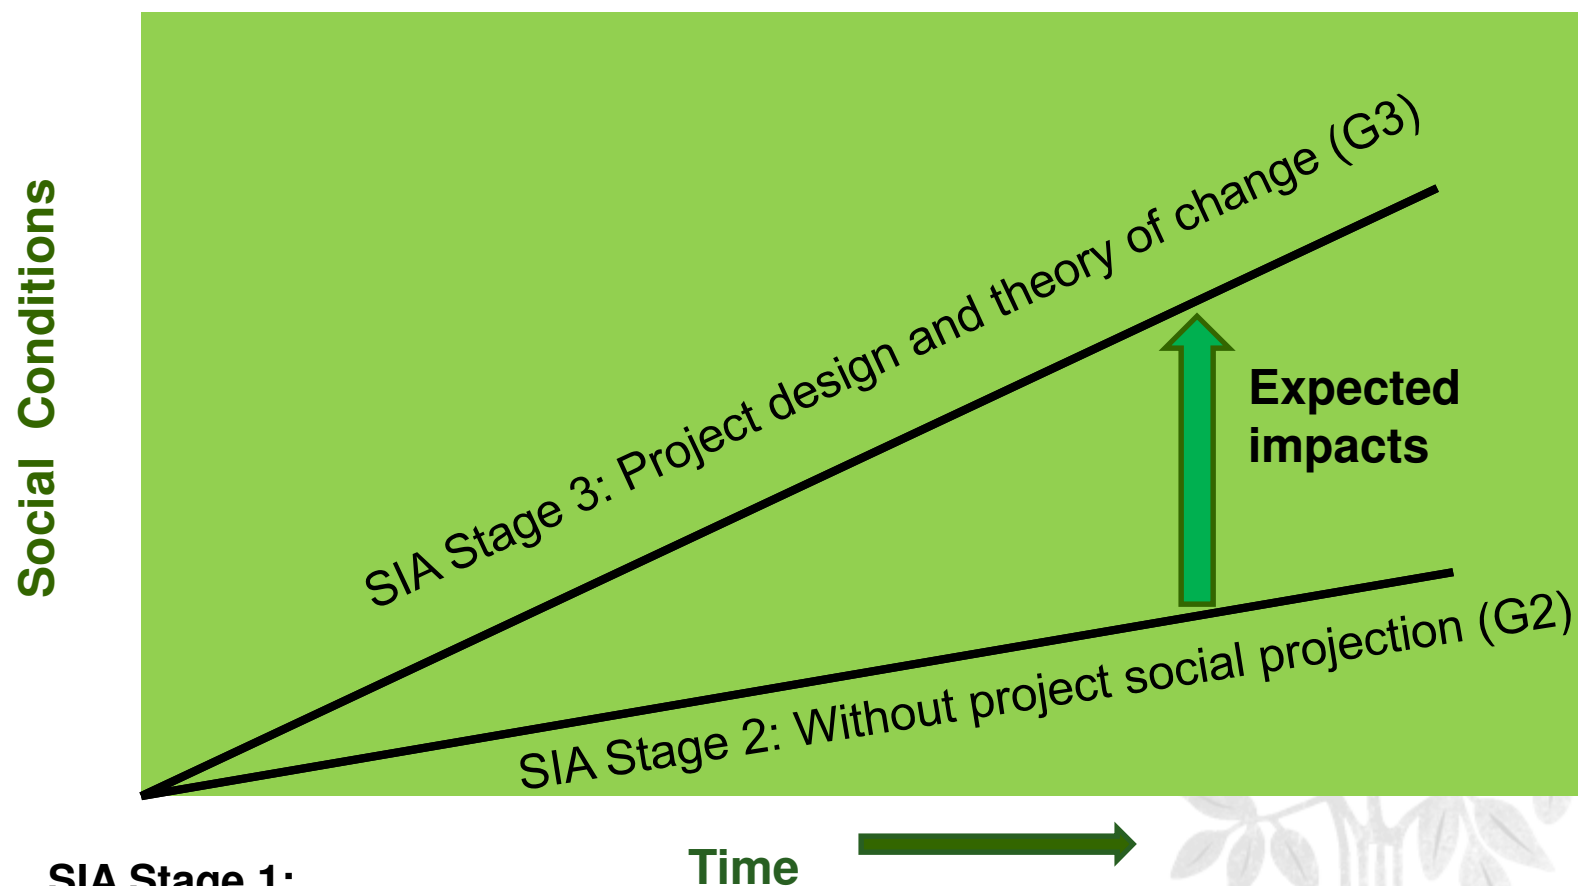 Social Conditions
SIA Stage 3: Project design and theory of change (G3)
Expected
impacts
SIA Stage 2: Without project social projection (G2)
Time
SIA Stage 1: